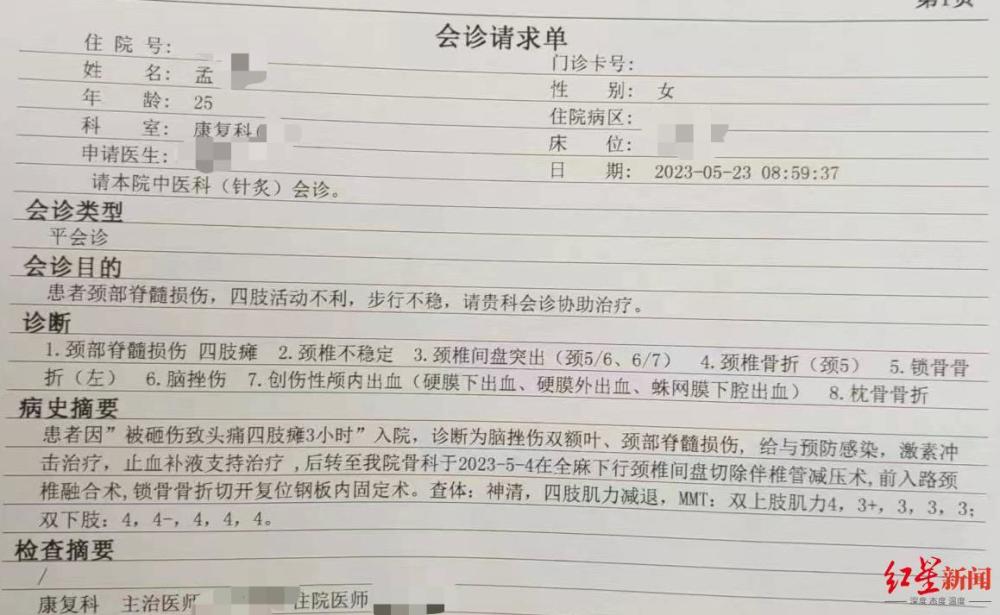 第1页
会诊请求单
住 院 号:
门诊卡号:
姓 名: 孟
性 别: 女
年 龄: 25
住院病区:
科 室: 康复科(
床 位:
申请医生:
日 期: 2023-05-23 08:59:37
请本院中医科（针灸）会诊。
会诊类型
平会诊
会诊目的
患者颈部脊髓损伤，四肢活动不利，步行不稳，请贵科会诊协助治疗。
诊断
1.颈部脊髓损伤 四肢瘫 2.颈椎不稳定 3.颈椎间盘突出（颈5/6、6/7） 4.颈椎骨折（颈5） 5.锁骨骨
折（左） 6.脑挫伤 7.创伤性颅内出血（硬膜下出血、硬膜外出血、蛛网膜下腔出血） 8.枕骨骨折
病史摘要
患者因”被砸伤致头痛四肢瘫3小时”入院，诊断为脑挫伤双额叶、颈部脊髓损伤, 给与预防感染，激素冲
击治疗，止血补液支持治疗 ,后转至我院骨科于2023-5-4在全麻下行颈椎间盘切除伴椎管减压术,前入路颈
椎融合术,锁骨骨折切开复位钢板内固定术。查体：神清，四肢肌力减退，MMT：双上肢肌力4，3+，3，3，3；
双下肢：4，4-，4，4，4。
检查摘要
/
康复科 主治医师 住院医师
红星新闻
深度 态度 温度